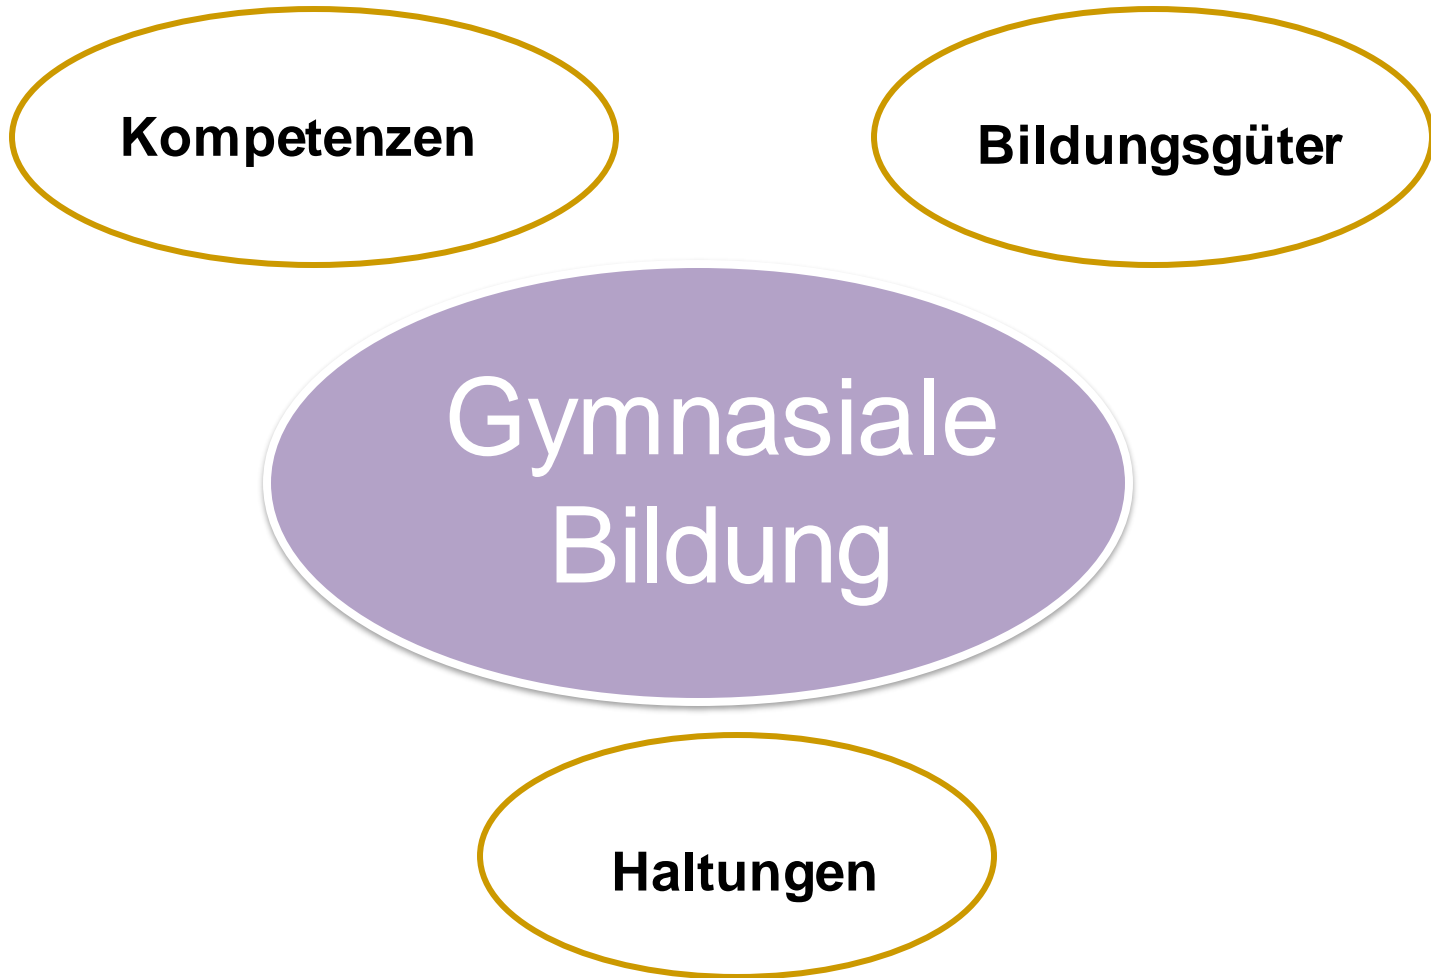 Kompetenzen
Bildungsgüter
Gymnasiale
Bildung
Haltungen